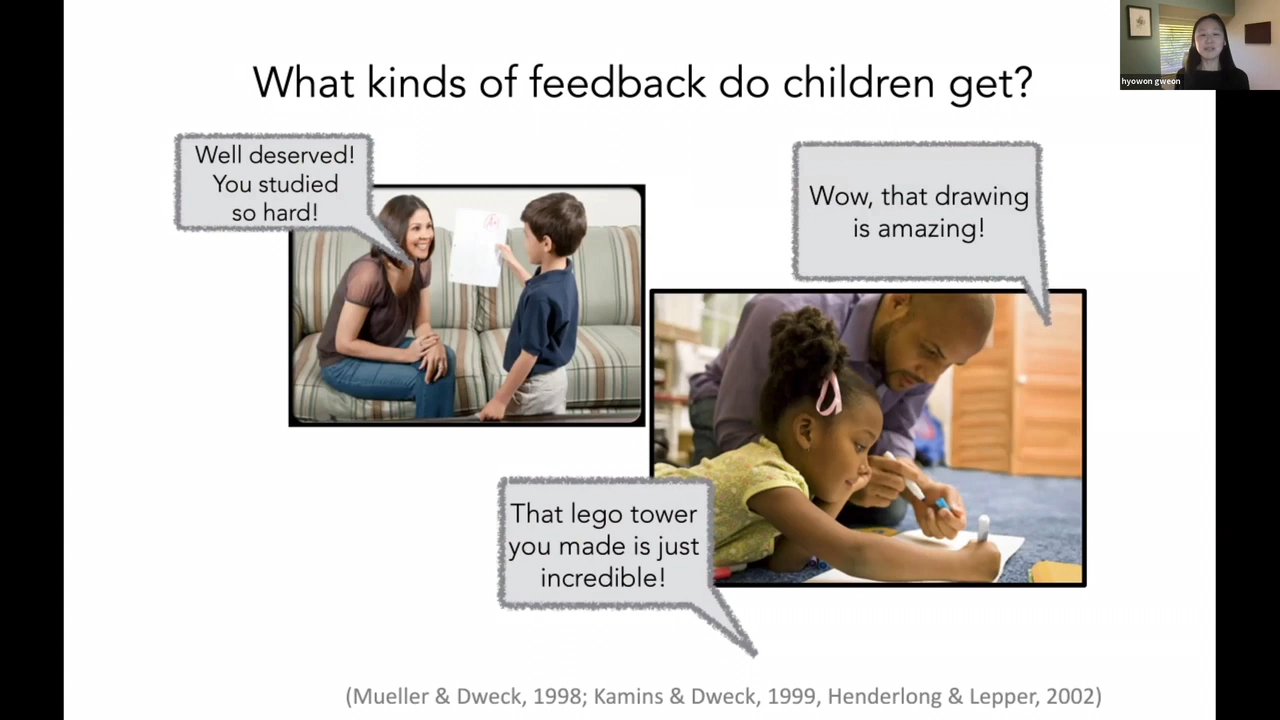 What kinds of feedback do children get?
hyowon gweon
Well deserved!
You studied
so hard!
Wow, that drawing
is amazing!
That lego tower
you made is just
incredible!
(Mueller & Dweck, 1998; Kamins & Dweck, 1999, Henderlong & Lepper, 2002)